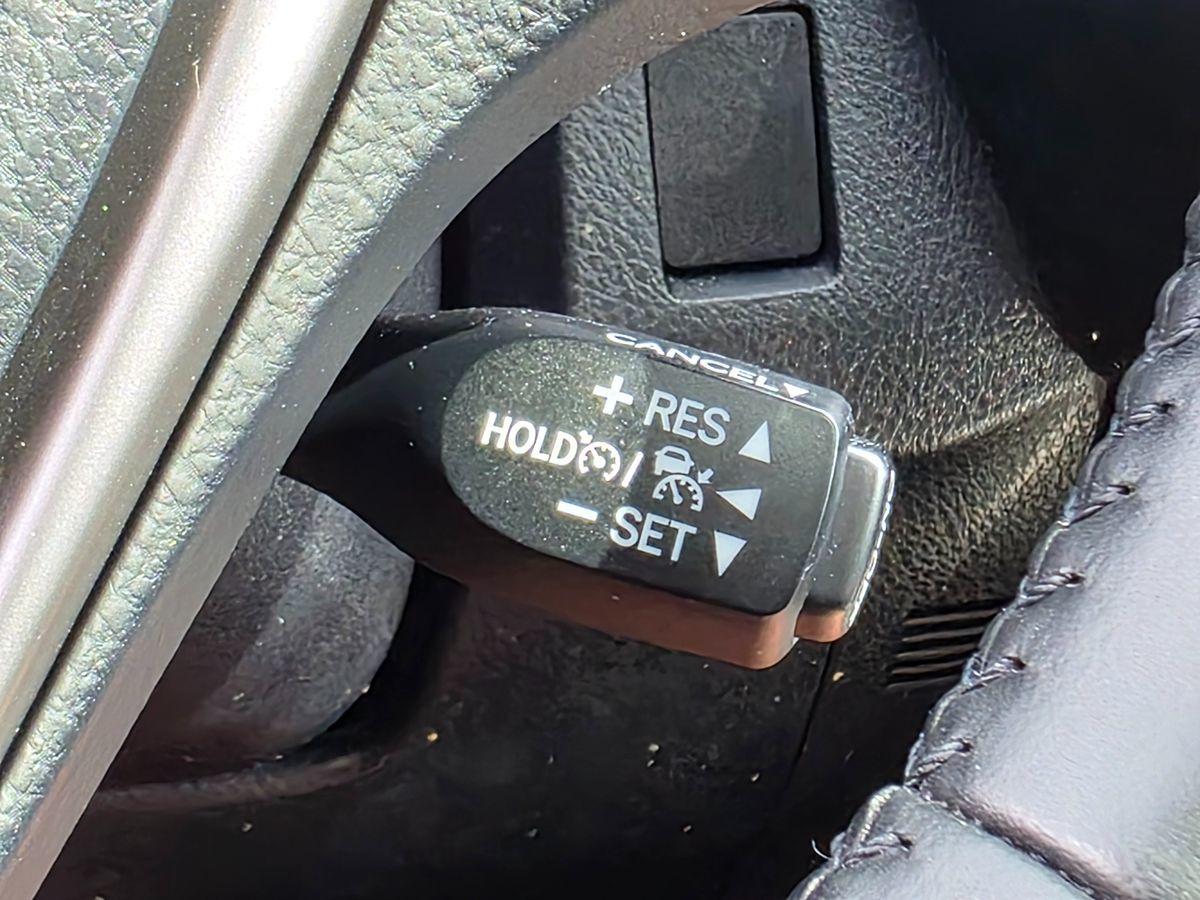 CANCEL▼
+ RES ▲
HOLD / ◀
− SET ▼